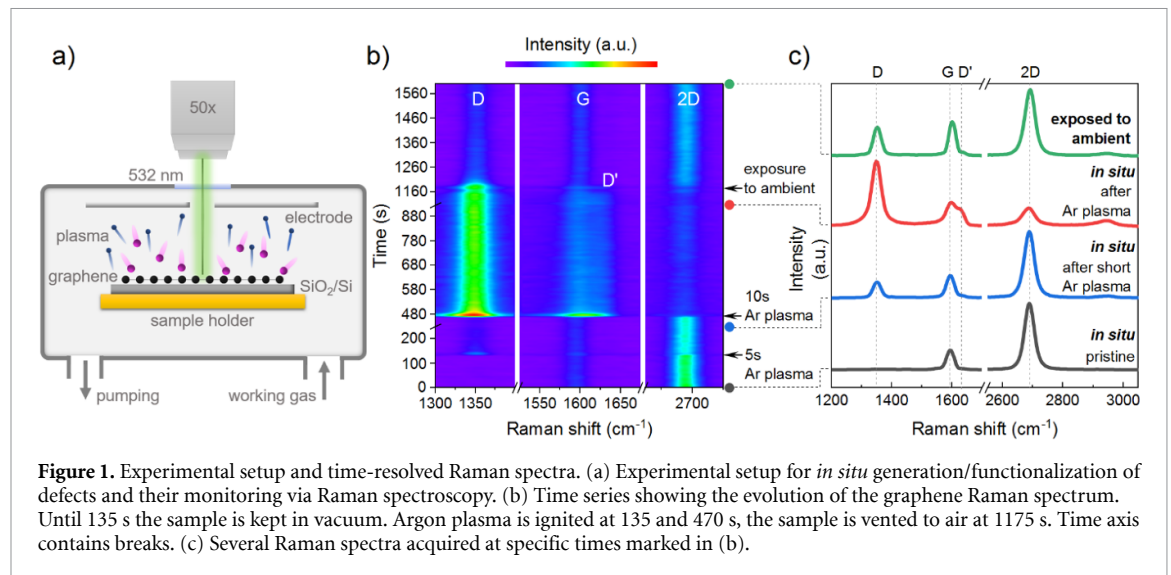 a)
50x
532 nm
electrode
plasma
graphene
SiO₂/Si
sample holder
pumping
working gas
b)
Intensity (a.u.)
D
G
2D
D'
Time (s)
1560
1460
1360
1260
1160
880
780
680
580
480
200
100
0
1300
1350
1550
1600
1650
2700
Raman shift (cm⁻¹)
exposure
to ambient
10s
Ar plasma
5s
Ar plasma
c)
D
G
D'
2D
Intensity
(a.u.)
exposed to
ambient
in situ
after
Ar plasma
in situ
after short
Ar plasma
in situ
pristine
1200
1400
1600
2600
2800
3000
Raman shift (cm⁻¹)
Figure 1. Experimental setup and time-resolved Raman spectra. (a) Experimental setup for in situ generation/functionalization of
defects and their monitoring via Raman spectroscopy. (b) Time series showing the evolution of the graphene Raman spectrum.
Until 135 s the sample is kept in vacuum. Argon plasma is ignited at 135 and 470 s, the sample is vented to air at 1175 s. Time axis
contains breaks. (c) Several Raman spectra acquired at specific times marked in (b).